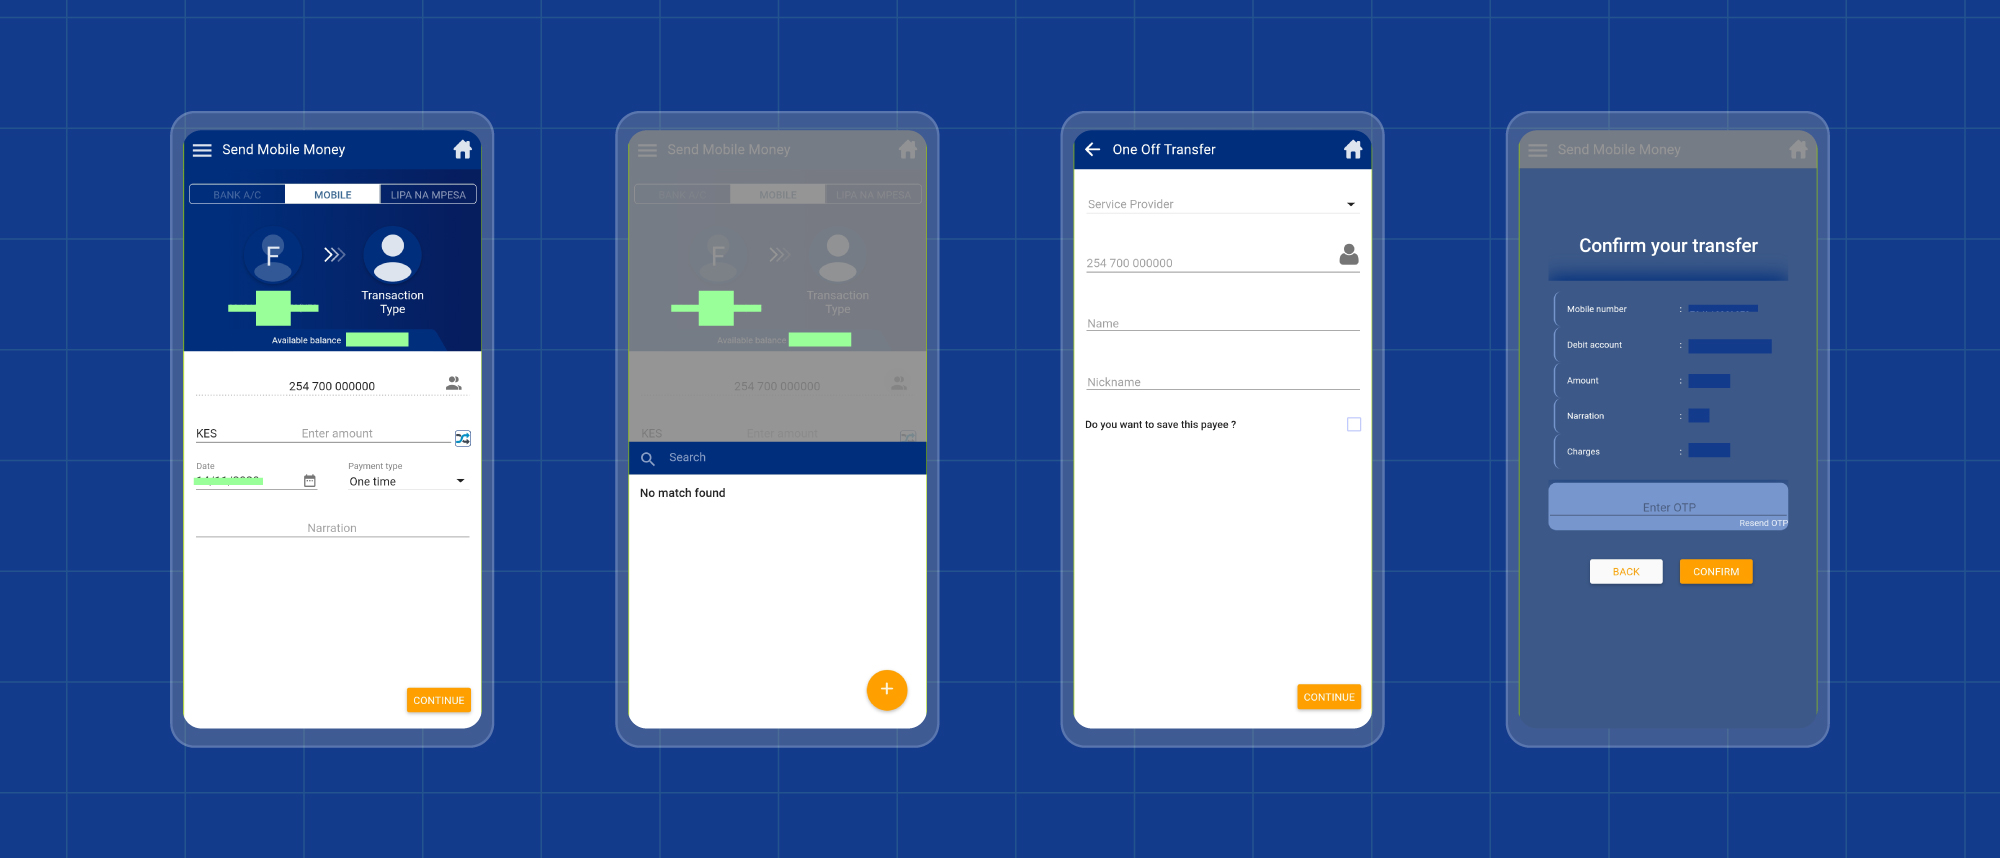 Send Mobile Money
BANK A/C
MOBILE
LIPA NA MPESA
F
Transaction
Type
Available balance
254 700 000000
KES
Enter amount
Date
Payment type
One time
Narration
CONTINUE
Send Mobile Money
BANK A/C
MOBILE
LIPA NA MPESA
F
Transaction
Type
Available balance
254 700 000000
KES
Enter amount
Search
No match found
One Off Transfer
Service Provider
254 700 000000
Name
Nickname
Do you want to save this payee ?
CONTINUE
Send Mobile Money
Confirm your transfer
Mobile number :
Debit account :
Amount :
Narration :
Charges :
Enter OTP
Resend OTP
BACK
CONFIRM